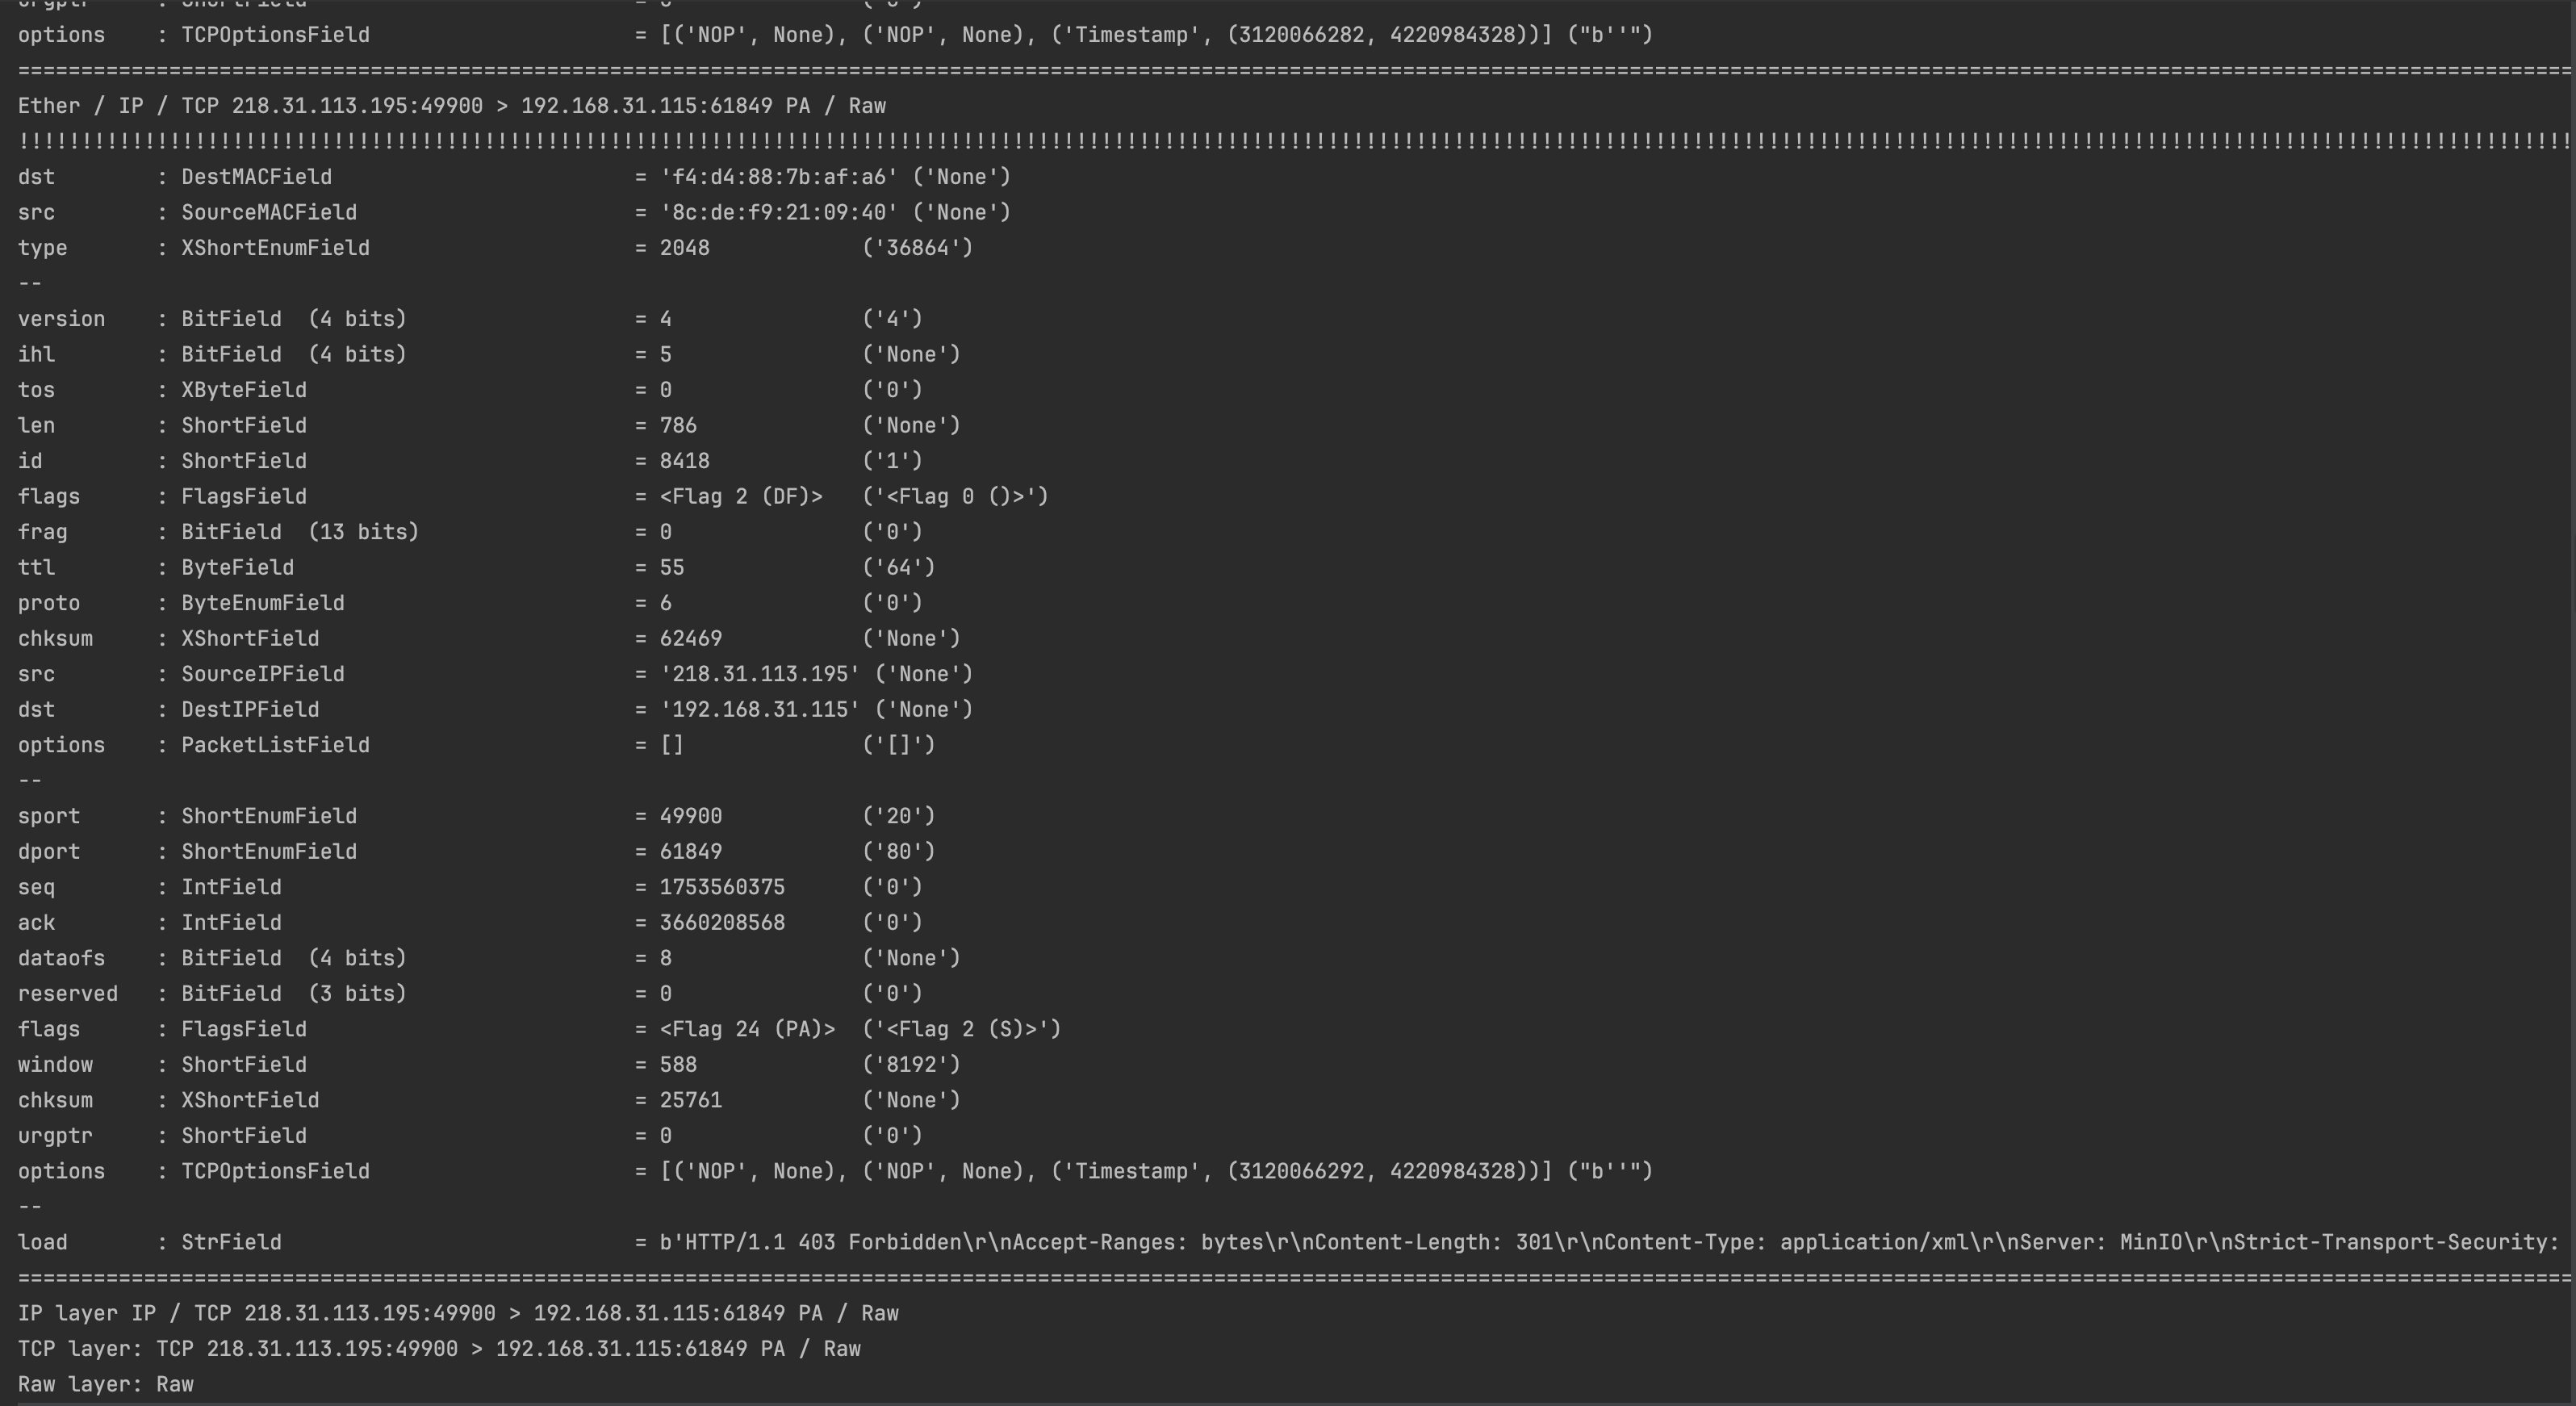 options    : TCPOptionsField                     = [('NOP', None), ('NOP', None), ('Timestamp', (3120066282, 4220984328))] ("b''")
===========================================================================================================================================================================================================
Ether / IP / TCP 218.31.113.195:49900 > 192.168.31.115:61849 PA / Raw
!!!!!!!!!!!!!!!!!!!!!!!!!!!!!!!!!!!!!!!!!!!!!!!!!!!!!!!!!!!!!!!!!!!!!!!!!!!!!!!!!!!!!!!!!!!!!!!!!!!!!!!!!!!!!!!!!!!!!!!!!!!!!!!!!!!!!!!!!!!!!!!!!!!!!!!!!!!!!!!!!!!!!!!!!!!!!!!!!!!!!!!!!!!!!!!!!!!!!!!!!!!
dst        : DestMACField                        = 'f4:d4:88:7b:af:a6' ('None')
src        : SourceMACField                      = '8c:de:f9:21:09:40' ('None')
type       : XShortEnumField                     = 2048            ('36864')
--
version    : BitField  (4 bits)                  = 4               ('4')
ihl        : BitField  (4 bits)                  = 5               ('None')
tos        : XByteField                          = 0               ('0')
len        : ShortField                          = 786             ('None')
id         : ShortField                          = 8418            ('1')
flags      : FlagsField                          = <Flag 2 (DF)>   ('<Flag 0 ()>')
frag       : BitField  (13 bits)                 = 0               ('0')
ttl        : ByteField                           = 55              ('64')
proto      : ByteEnumField                       = 6               ('0')
chksum     : XShortField                         = 62469           ('None')
src        : SourceIPField                       = '218.31.113.195' ('None')
dst        : DestIPField                         = '192.168.31.115' ('None')
options    : PacketListField                     = []              ('[]')
--
sport      : ShortEnumField                      = 49900           ('20')
dport      : ShortEnumField                      = 61849           ('80')
seq        : IntField                            = 1753560375      ('0')
ack        : IntField                            = 3660208568      ('0')
dataofs    : BitField  (4 bits)                  = 8               ('None')
reserved   : BitField  (3 bits)                  = 0               ('0')
flags      : FlagsField                          = <Flag 24 (PA)>  ('<Flag 2 (S)>')
window     : ShortField                          = 588             ('8192')
chksum     : XShortField                         = 25761           ('None')
urgptr     : ShortField                          = 0               ('0')
options    : TCPOptionsField                     = [('NOP', None), ('NOP', None), ('Timestamp', (3120066292, 4220984328))] ("b''")
--
load       : StrField                            = b'HTTP/1.1 403 Forbidden\r\nAccept-Ranges: bytes\r\nContent-Length: 301\r\nContent-Type: application/xml\r\nServer: MinIO\r\nStrict-Transport-Security:
===========================================================================================================================================================================================================
IP layer IP / TCP 218.31.113.195:49900 > 192.168.31.115:61849 PA / Raw
TCP layer: TCP 218.31.113.195:49900 > 192.168.31.115:61849 PA / Raw
Raw layer: Raw